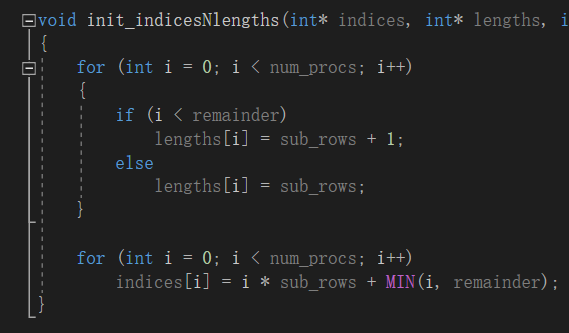 void init_indicesNlengths(int* indices, int* lengths, i
{
for (int i = 0; i < num_procs; i++)
{
if (i < remainder)
lengths[i] = sub_rows + 1;
else
lengths[i] = sub_rows;
}
for (int i = 0; i < num_procs; i++)
indices[i] = i * sub_rows + MIN(i, remainder);
}